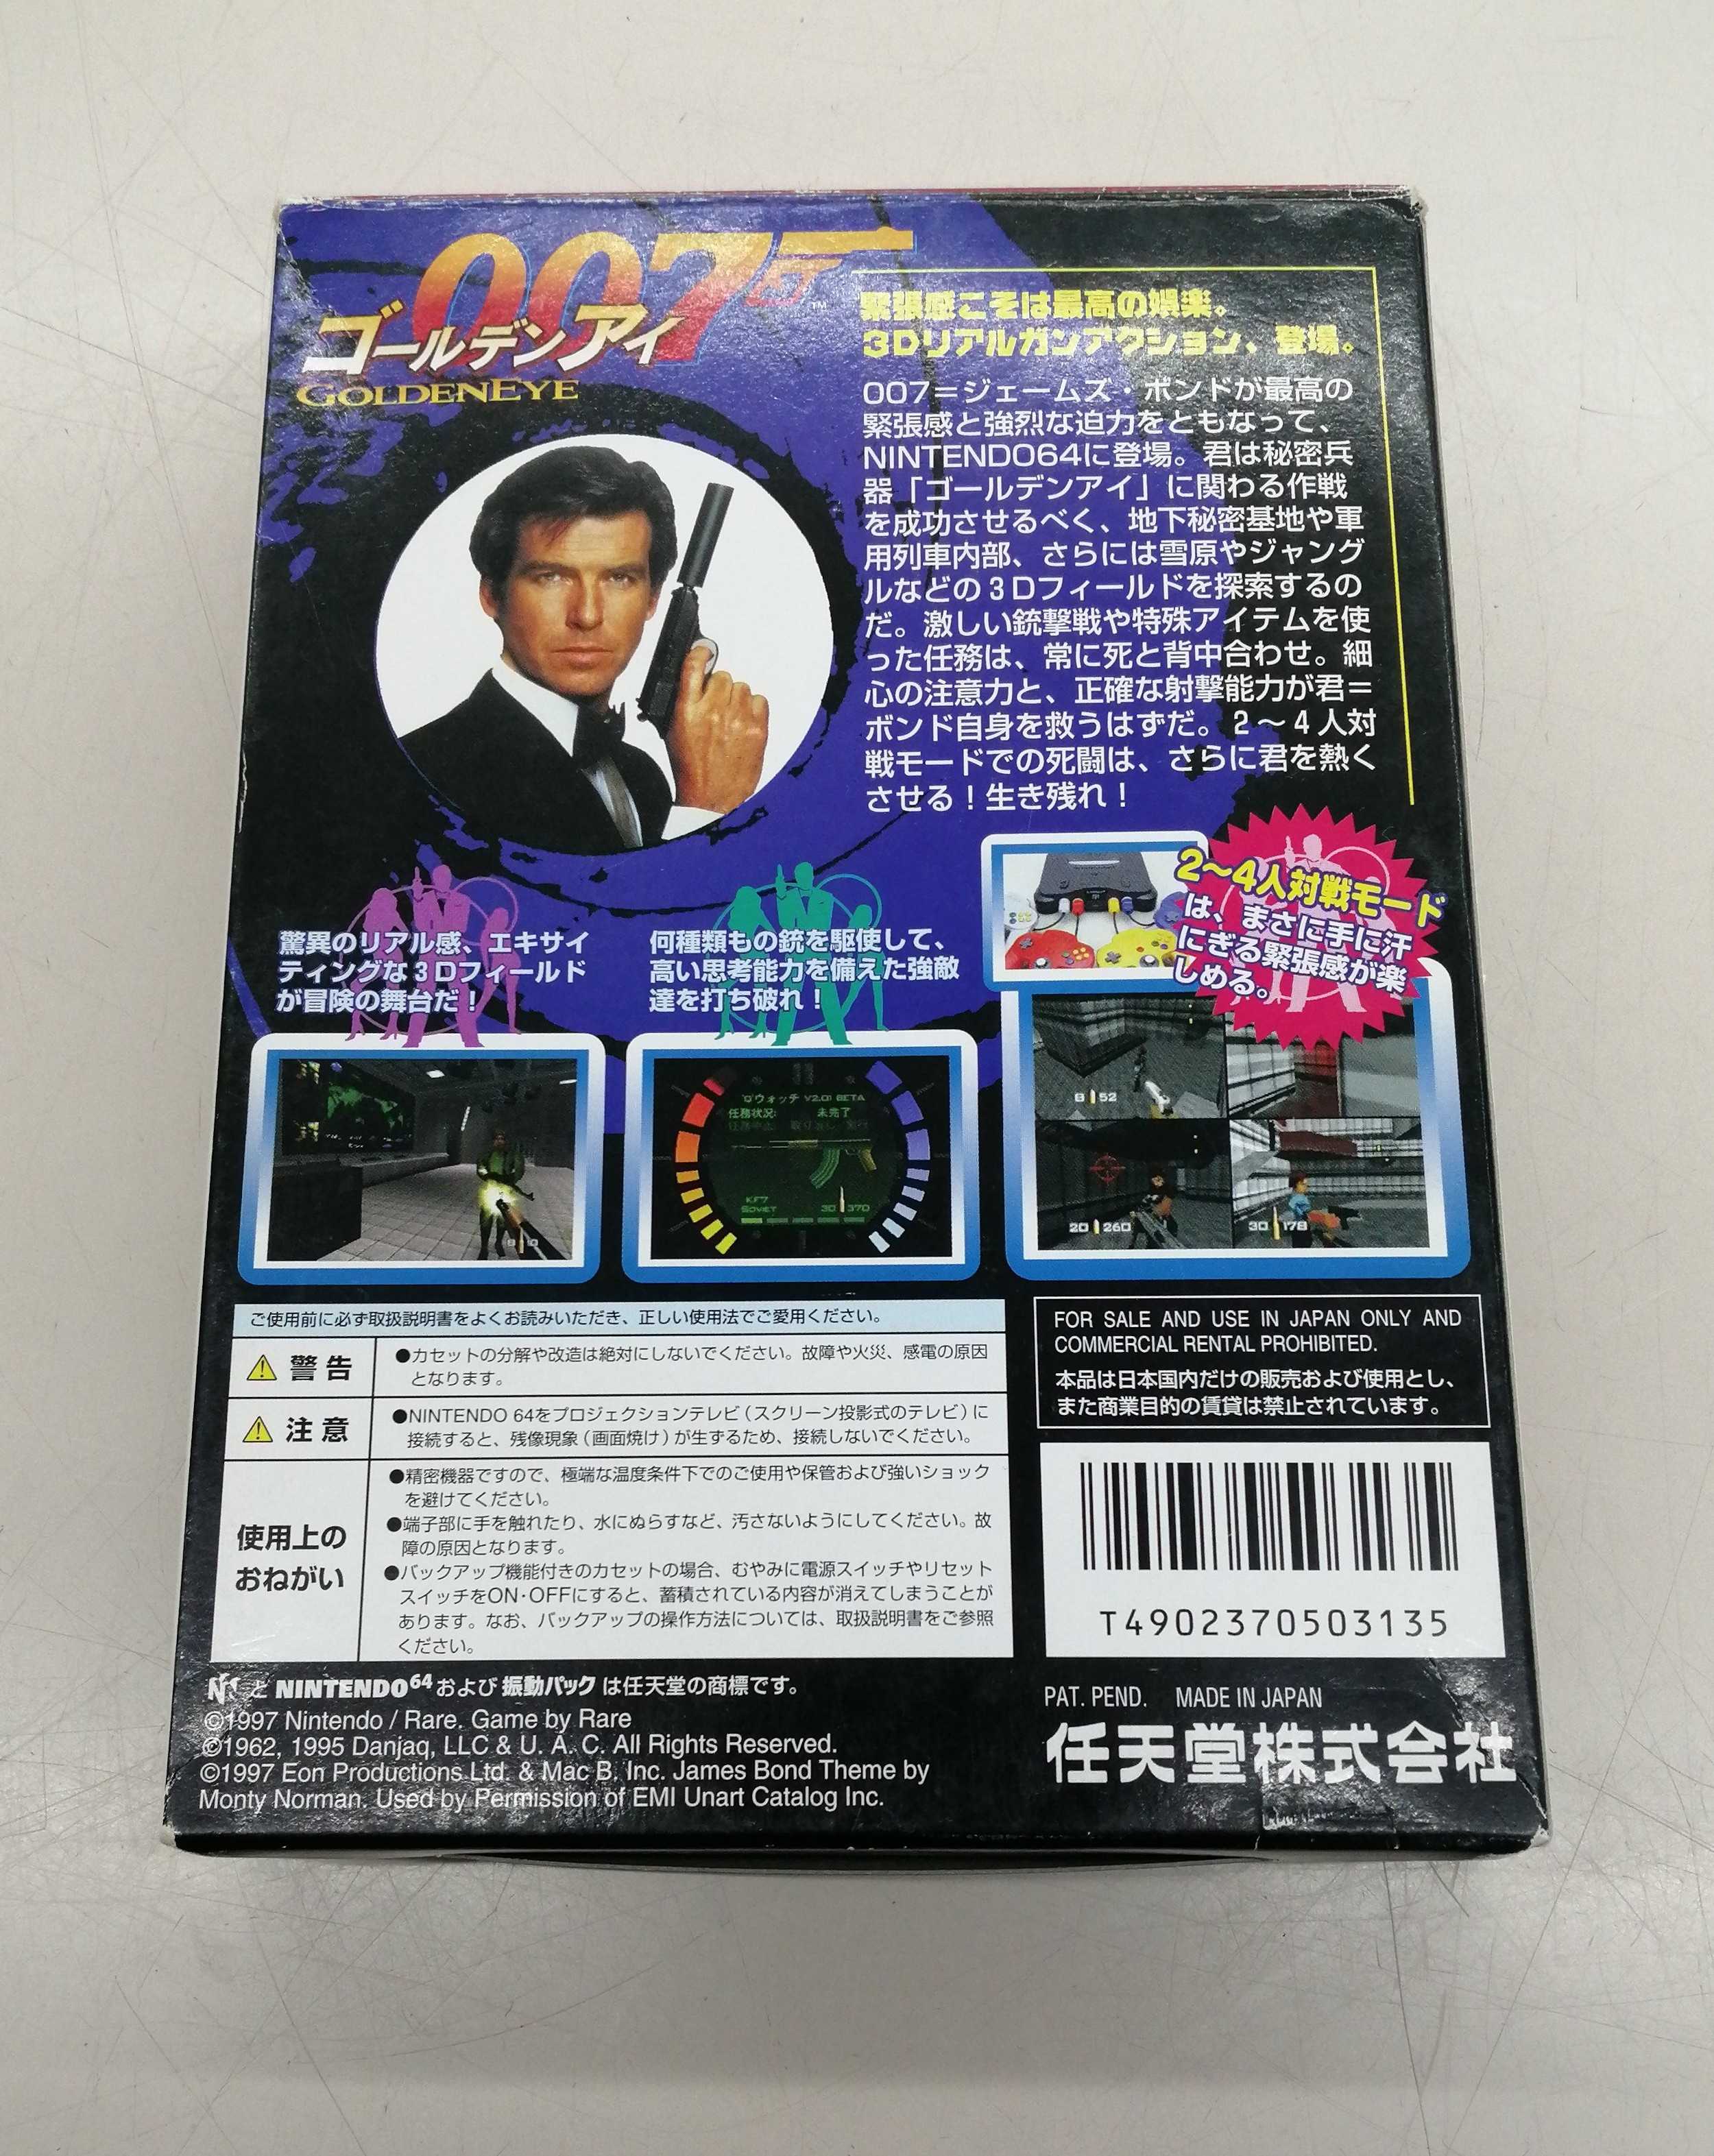 007
™
ゴールデンアイ
GOLDENEYE
緊張感こそは最高の娯楽。
3Dリアルガンアクション、登場。
007=ジェームズ・ボンドが最高の
緊張感と強烈な迫力をともなって、
NINTENDO64に登場。君は秘密兵
器「ゴールデンアイ」に関わる作戦
を成功させるべく、地下秘密基地や軍
用列車内部、さらには雪原やジャング
ルなどの3Dフィールドを探索するの
だ。激しい銃撃戦や特殊アイテムを使
った任務は、常に死と背中合わせ。細
心の注意力と、正確な射撃能力が君=
ボンド自身を救うはずだ。2〜4人対
戦モードでの死闘は、さらに君を熱く
させる!生き残れ!
驚異のリアル感、エキサイ
ティングな3Dフィールド
が冒険の舞台だ!
何種類もの銃を駆使して、
高い思考能力を備えた強敵
達を打ち破れ!
2〜4人対戦モード
は、まさに手に汗
にぎる緊張感が楽
しめる。
Qウォッチ V2.01 BETA
任務状況: 未完了
KF7
SOVIET
30 370
8 52
20 260
30 178
ご使用前に必ず取扱説明書をよくお読みいただき、正しい使用法でご愛用ください。
警告
●カセットの分解や改造は絶対にしないでください。故障や火災、感電の原因
となります。
注意
●NINTENDO 64をプロジェクションテレビ(スクリーン投影式のテレビ)に
接続すると、残像現象(画面焼け)が生ずるため、接続しないでください。
使用上の
おねがい
●精密機器ですので、極端な温度条件下でのご使用や保管および強いショック
を避けてください。
●端子部に手を触れたり、水にぬらすなど、汚さないようにしてください。故
障の原因となります。
●バックアップ機能付きのカセットの場合、むやみに電源スイッチやリセット
スイッチをON・OFFにすると、蓄積されている内容が消えてしまうことが
あります。なお、バックアップの操作方法については、取扱説明書をご参照
ください。
FOR SALE AND USE IN JAPAN ONLY AND
COMMERCIAL RENTAL PROHIBITED.
本品は日本国内だけの販売および使用とし、
また商業目的の賃貸は禁止されています。
T4902370503135
と NINTENDO64 および 振動パック は任天堂の商標です。
©1997 Nintendo / Rare. Game by Rare
©1962, 1995 Danjaq, LLC & U. A. C. All Rights Reserved.
©1997 Eon Productions Ltd. & Mac B. Inc. James Bond Theme by
Monty Norman. Used by Permission of EMI Unart Catalog Inc.
PAT. PEND. MADE IN JAPAN
任天堂株式会社